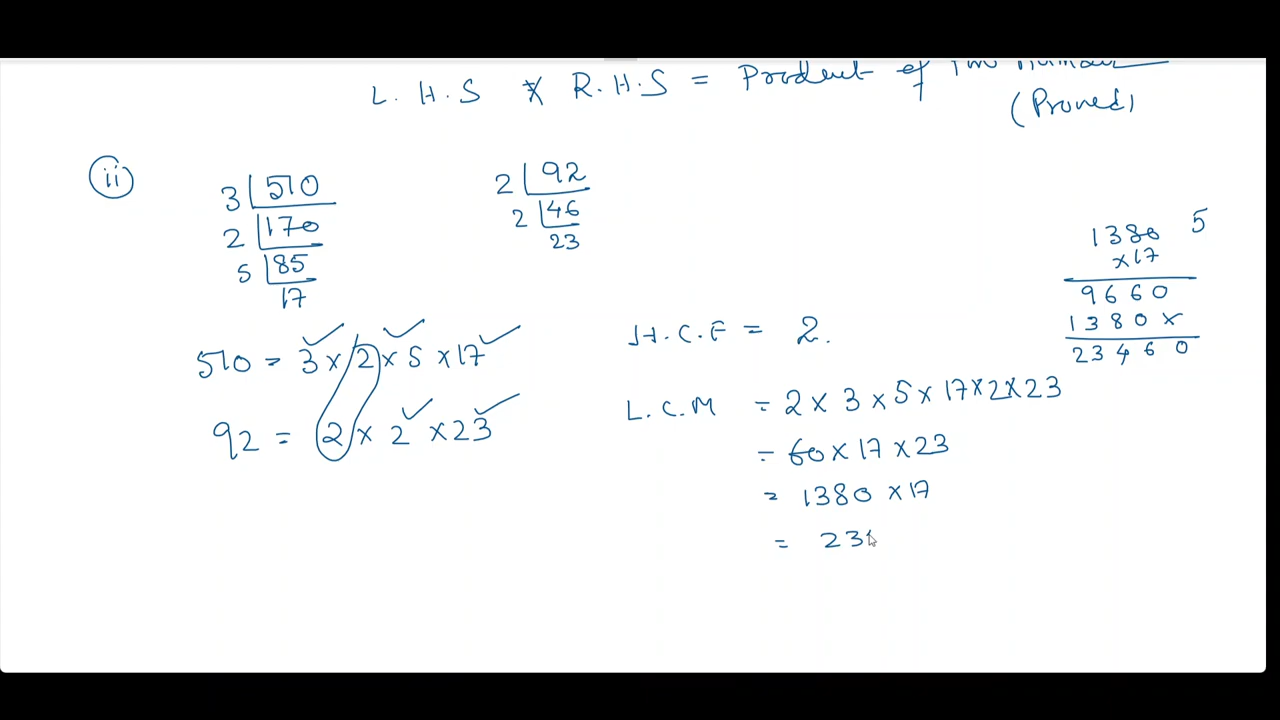 L. H. S × R. H. S = Product of Two Number
(Proved)
ii
3 | 510
2 | 170
5 | 85
17
2 | 92
2 | 46
23
1380 5
×17
9660
1380×
23460
510 = 3 × 2 × 5 × 17
92 = 2 × 2 × 23
H.C.F = 2.
L.C.M = 2 × 3 × 5 × 17 × 2 × 23
= 60 × 17 × 23
= 1380 × 17
= 23